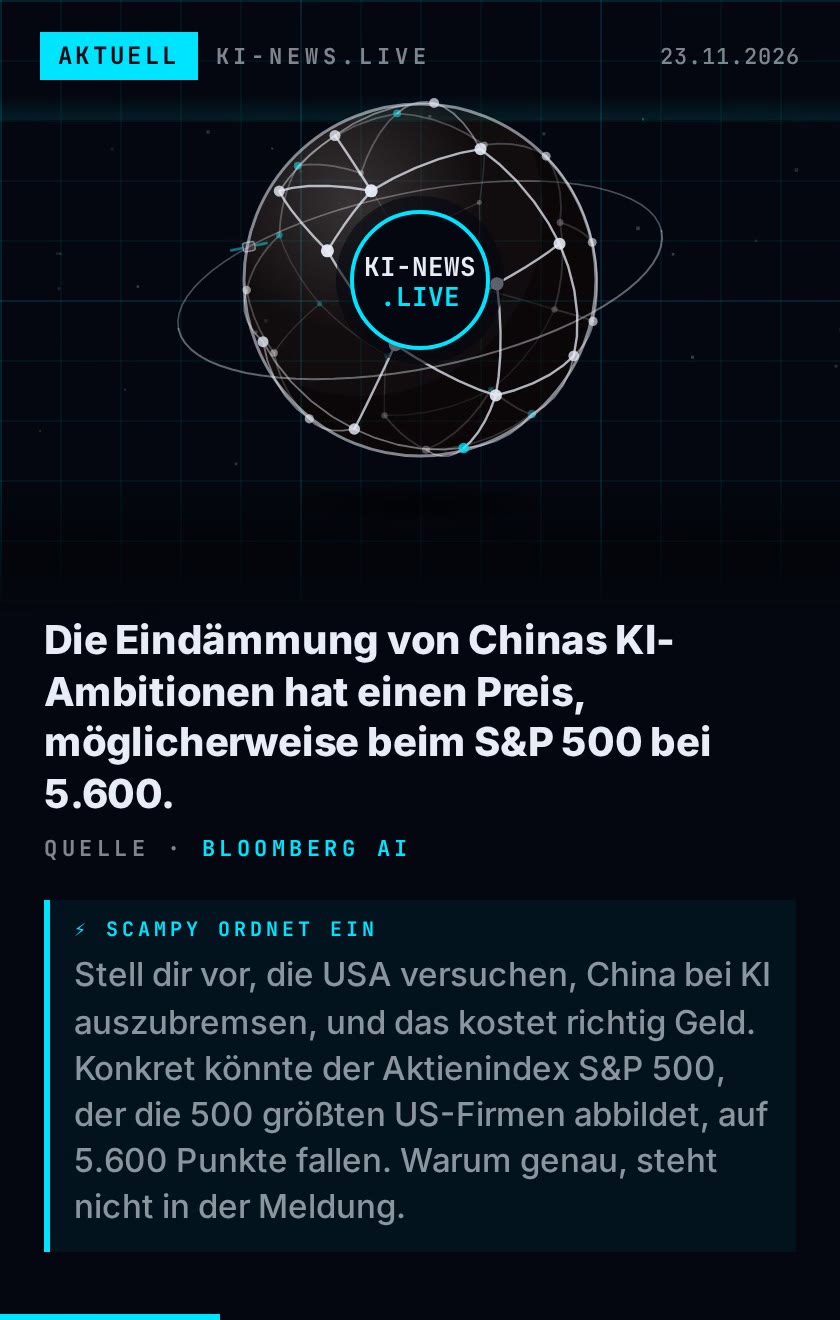 AKTUELL KI-NEWS.LIVE 23.11.2026
KI-NEWS
.LIVE
Die Eindämmung von Chinas KI-
Ambitionen hat einen Preis,
möglicherweise beim S&P 500 bei
5.600.
QUELLE · BLOOMBERG AI
⚡ SCAMPY ORDNET EIN
Stell dir vor, die USA versuchen, China bei KI
auszubremsen, und das kostet richtig Geld.
Konkret könnte der Aktienindex S&P 500,
der die 500 größten US-Firmen abbildet, auf
5.600 Punkte fallen. Warum genau, steht
nicht in der Meldung.